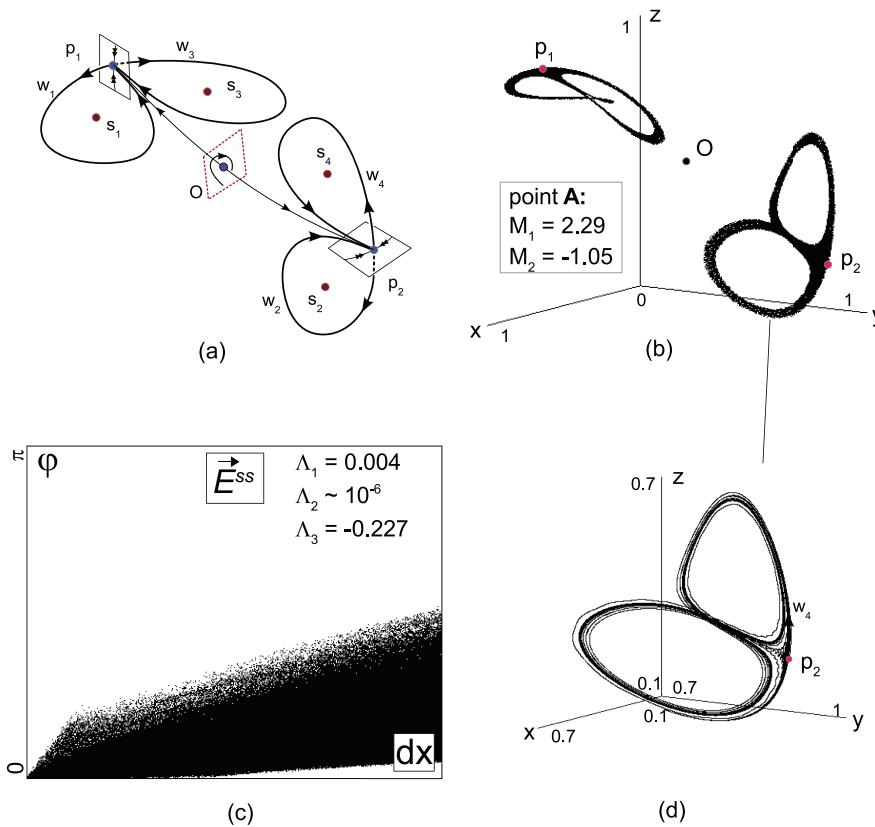 p₁
w₃
w₁
s₃
s₁
s₄
w₄
O
w₂
s₂
p₂
(a)
z
1
p₁
O
point A:
M₁ = 2.29
M₂ = -1.05
p₂
0
1
y
x
1
(b)
π
φ
E^ss
Λ₁ = 0.004
Λ₂ ~ 10⁻⁶
Λ₃ = -0.227
0
dx
(c)
0.7
z
w₄
p₂
0.1
0.7
0.1
1
y
x
0.7
(d)